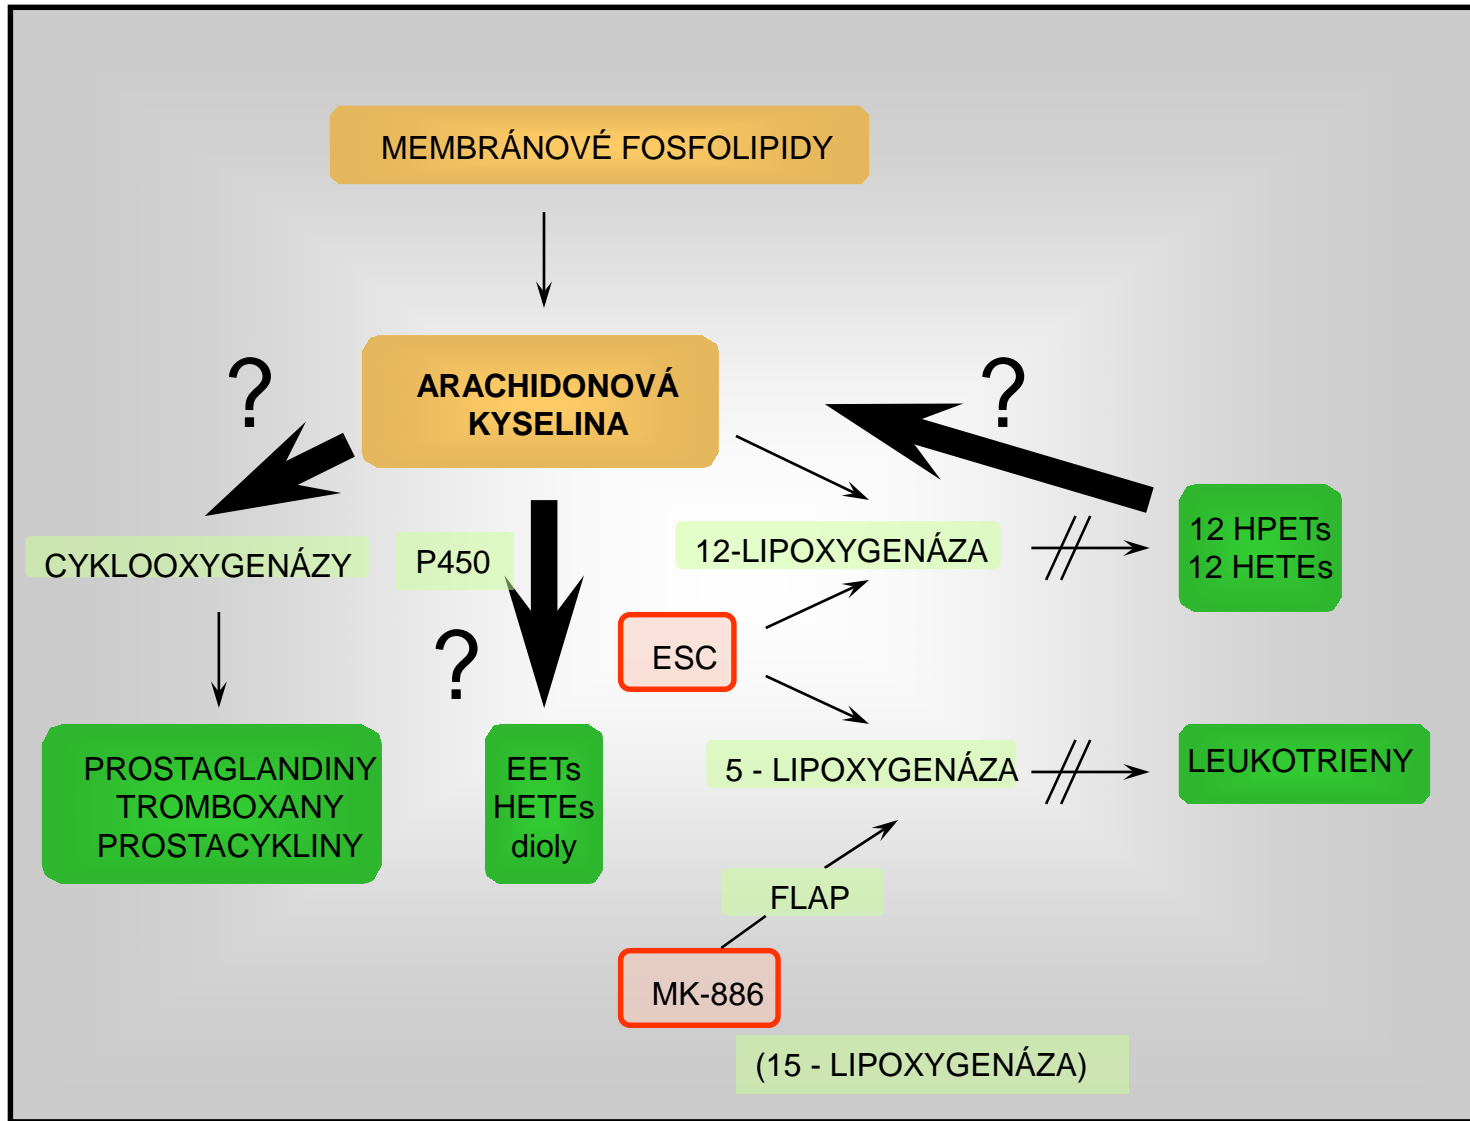 MEMBRÁNOVÉ FOSFOLIPIDY
?
ARACHIDONOVÁ
KYSELINA
?
CYKLOOXYGENÁZY
P450
12-LIPOXYGENÁZA
12 HPETs
12 HETEs
?
ESC
PROSTAGLANDINY
TROMBOXANY
PROSTACYKLINY
EETs
HETEs
dioly
5 - LIPOXYGENÁZA
LEUKOTRIENY
FLAP
MK-886
(15 - LIPOXYGENÁZA)